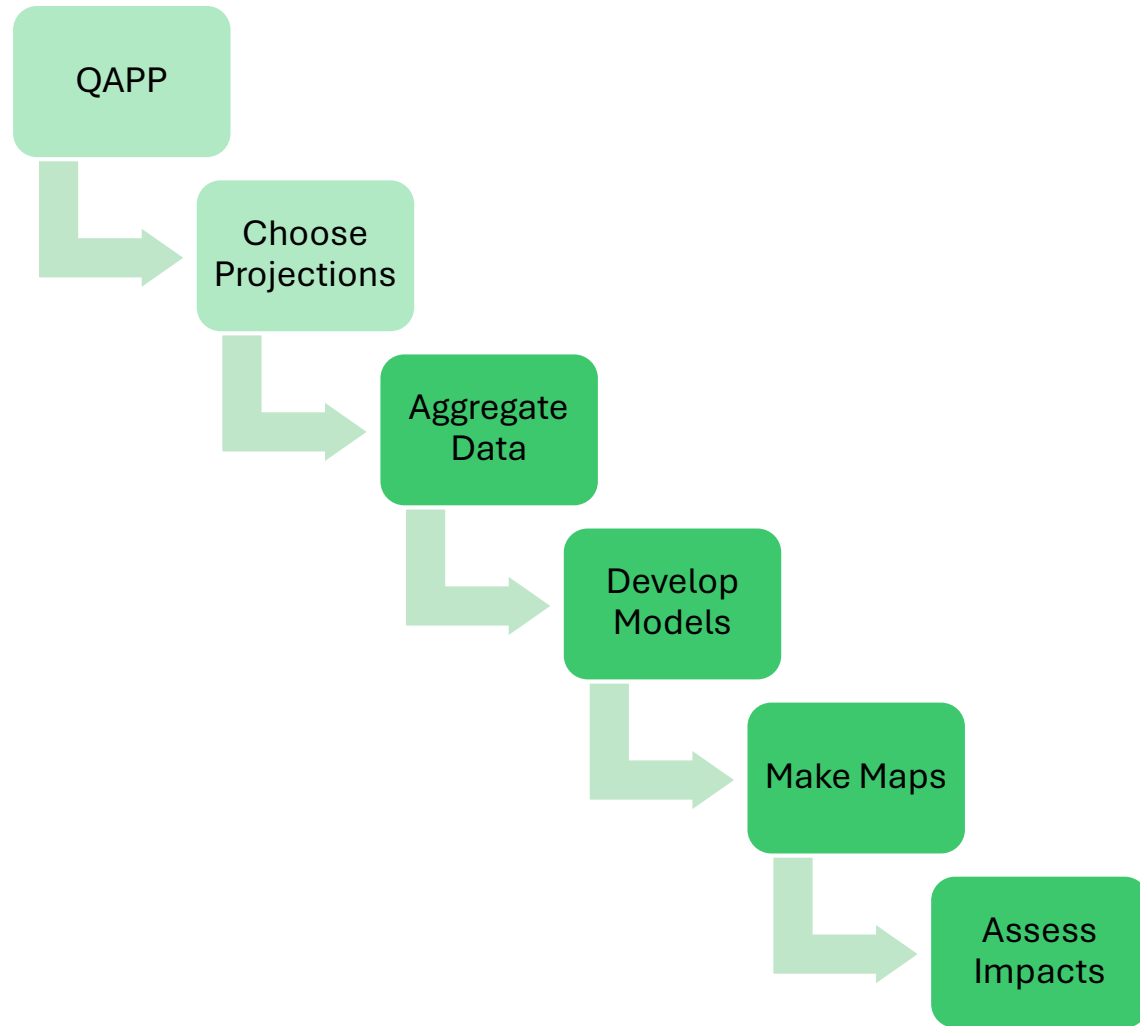 QAPP
Choose
Projections
Aggregate
Data
Develop
Models
Make Maps
Assess
Impacts